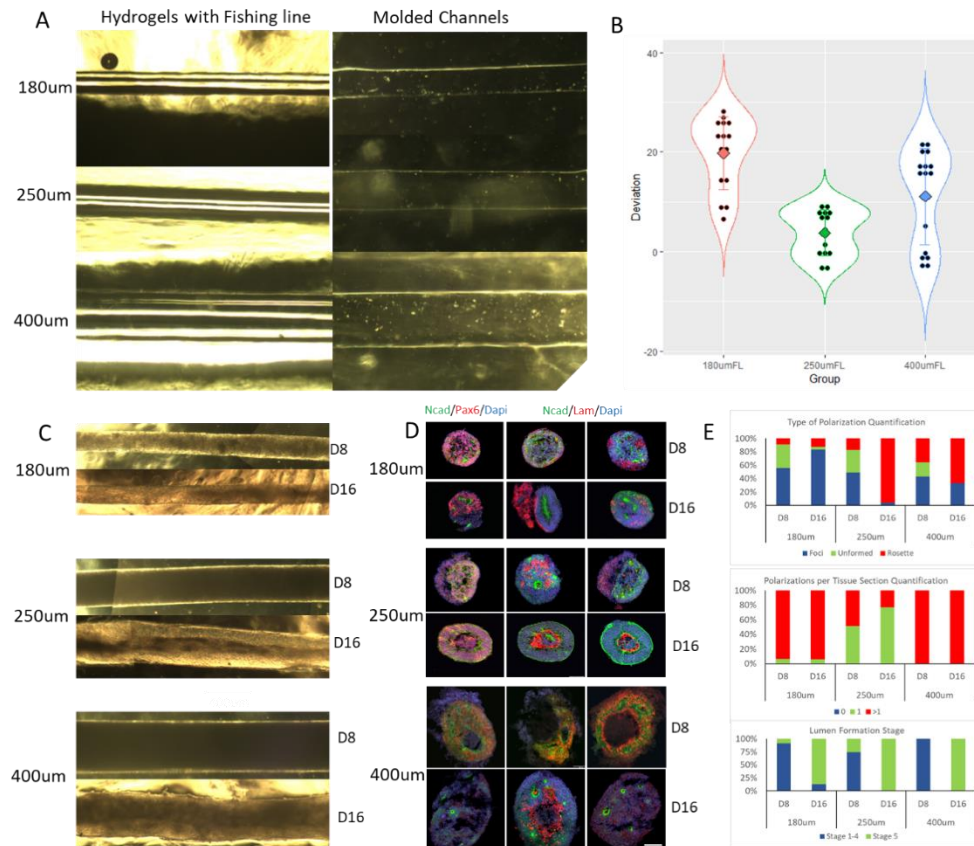 A
Hydrogels with Fishing line
Molded Channels
180um
250um
400um
B
40
20
0
-20
Deviation
180umFL
250umFL
400umFL
Group
C
180um
D8
D16
250um
D8
D16
400um
D8
D16
D
Ncad/Pax6/Dapi
Ncad/Lam/Dapi
180um
D8
D16
250um
D8
D16
400um
D8
D16
E
Type of Polarization Quantification
100%
80%
60%
40%
20%
0%
D8 D16 D8 D16 D8 D16
180um 250um 400um
Foci Unformed Rosette
Polarizations per Tissue Section Quantification
100%
80%
60%
40%
20%
0%
D8 D16 D8 D16 D8 D16
180um 250um 400um
0 1 >1
Lumen Formation Stage
100%
75%
50%
25%
0%
D8 D16 D8 D16 D8 D16
180um 250um 400um
Stage 1-4 Stage 5